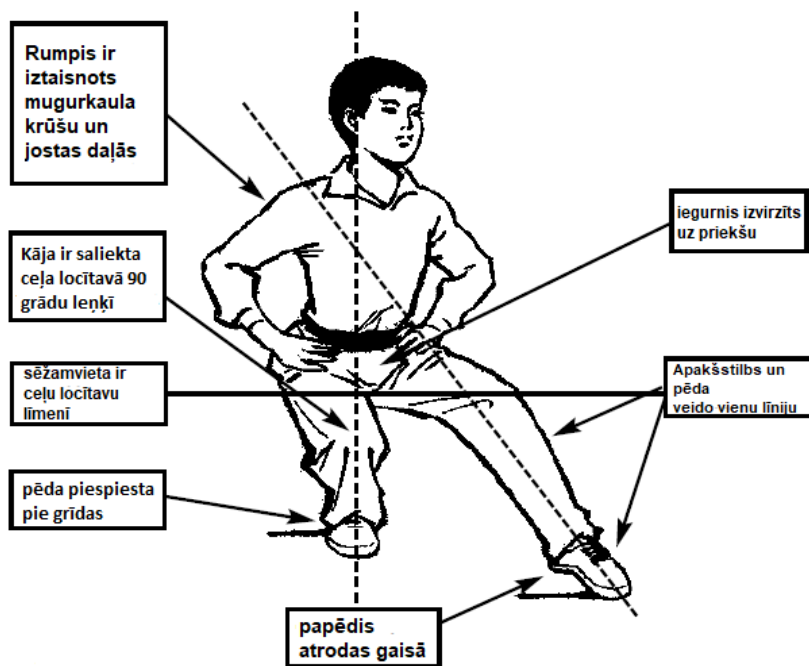 Rumpis ir
iztaisnots
mugurkaula
krūšu un
jostas daļās
iegurnis izvirzīts
uz priekšu
Kāja ir saliekta
ceļa locītavā 90
grādu leņķī
sēžamvieta ir
ceļu locītavu
līmenī
Apakšstilbs un
pēda
veido vienu līniju
pēda piespiesta
pie grīdas
papēdis
atrodas gaisā